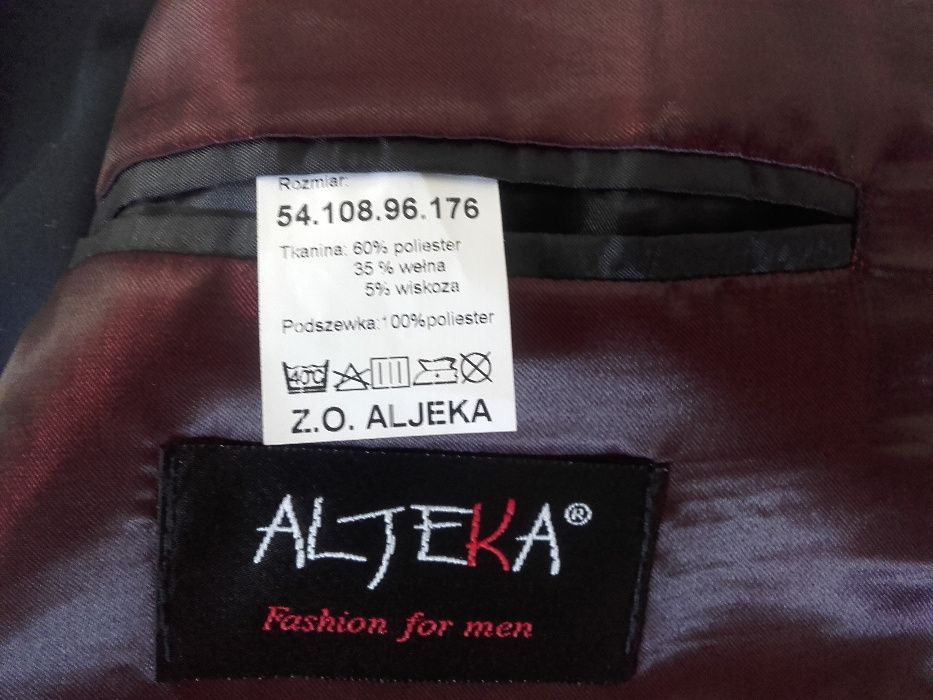 Rozmiar:
54.108.96.176
Tkanina: 60% poliester
35 % wełna
5% wiskoza
Podszewka: 100%poliester
40°C
Z.O. ALJEKA
ALJEKA®
Fashion for men